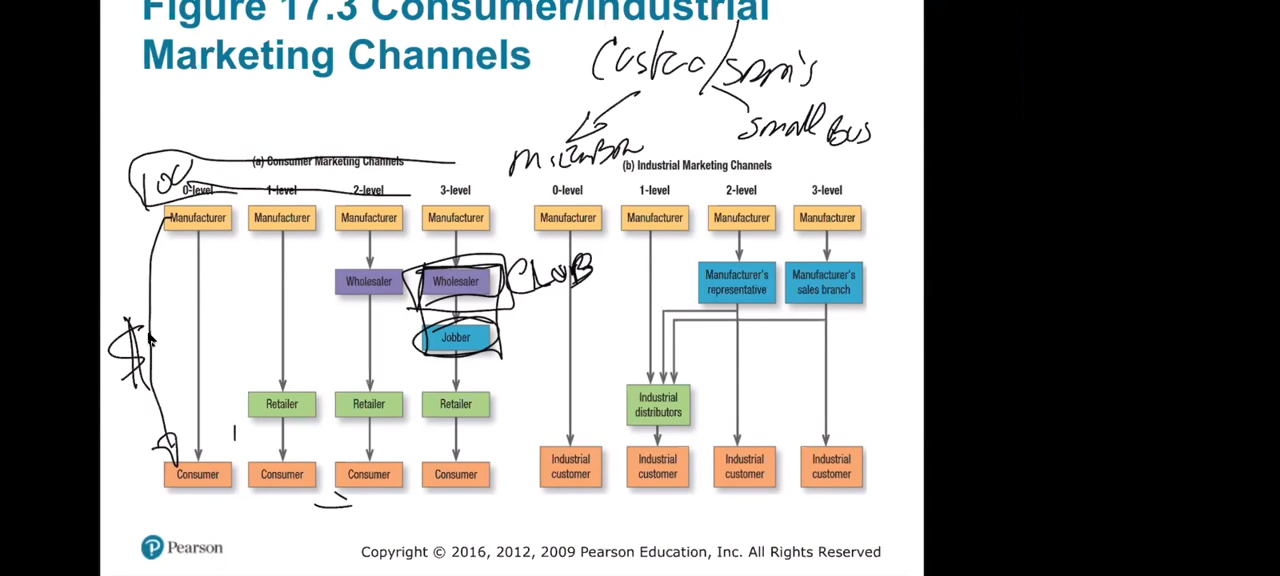 Figure 17.3 Consumer/Industrial
Marketing Channels
Costco/sam's
small Bus
(a) Consumer Marketing Channels
(b) Industrial Marketing Channels
0-level 1-level 2-level 3-level 0-level 1-level 2-level 3-level
Manufacturer Manufacturer Manufacturer Manufacturer Manufacturer Manufacturer Manufacturer Manufacturer
Wholesaler Wholesaler CLUB
Manufacturer's
representative
Manufacturer's
sales branch
Jobber
$
Retailer Retailer Retailer
Industrial
distributors
Consumer Consumer Consumer Consumer
Industrial
customer
Industrial
customer
Industrial
customer
Industrial
customer
P Pearson
Copyright © 2016, 2012, 2009 Pearson Education, Inc. All Rights Reserved